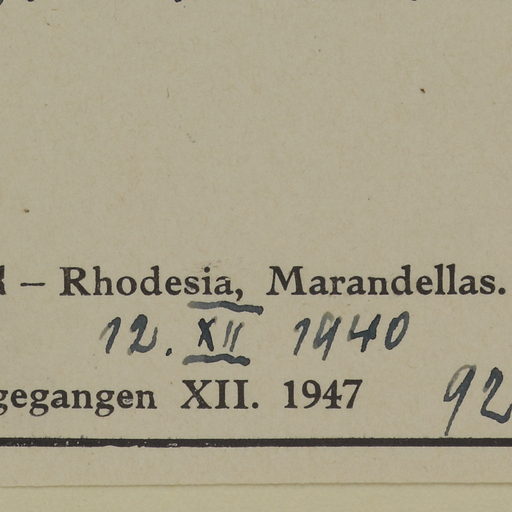 – Rhodesia, Marandellas.
12. XII 1940
gegangen XII. 1947 92